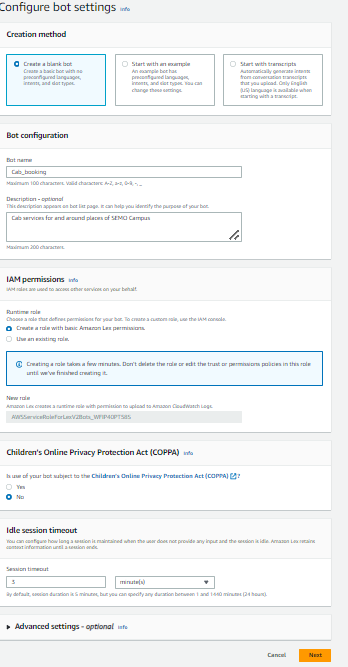 Configure bot settings Info
Creation method
Create a blank bot
Create a basic bot with no
preconfigured languages,
intents, and slot types.
Start with an example
An example bot has
preconfigured languages,
intents, and slot types. You can
change these settings.
Start with transcripts
Automatically generate intents
from conversation transcripts
that you upload. Only English
(US) language is available when
starting with a transcript.
Bot configuration
Bot name
Cab_booking
Maximum 100 characters. Valid characters: A-Z, a-z, 0-9, -, _
Description - optional
This description appears on bot list page. It can help you identify the purpose of your bot.
Cab services for and around places of SEMO Campus
Maximum 200 characters.
IAM permissions Info
IAM roles are used to access other services on your behalf.
Runtime role
Choose a role that defines permissions for your bot. To create a custom role, use the IAM console.
Create a role with basic Amazon Lex permissions.
Use an existing role.
Creating a role takes a few minutes. Don't delete the role or edit the trust or permissions policies in this role
until we've finished creating it.
New role
Amazon Lex creates a runtime role with permission to upload to Amazon CloudWatch Logs.
Children's Online Privacy Protection Act (COPPA) Info
Is use of your bot subject to the Children's Online Privacy Protection Act (COPPA) ?
Yes
No
Idle session timeout
You can configure how long a session is maintained when the user does not provide any input and the session is idle. Amazon Lex retains
context information until a session ends.
Session timeout
minute(s)
By default, session duration is 5 minutes, but you can specify any duration between 1 and 1440 minutes (24 hours).
Advanced settings - optional Info
Cancel
Next